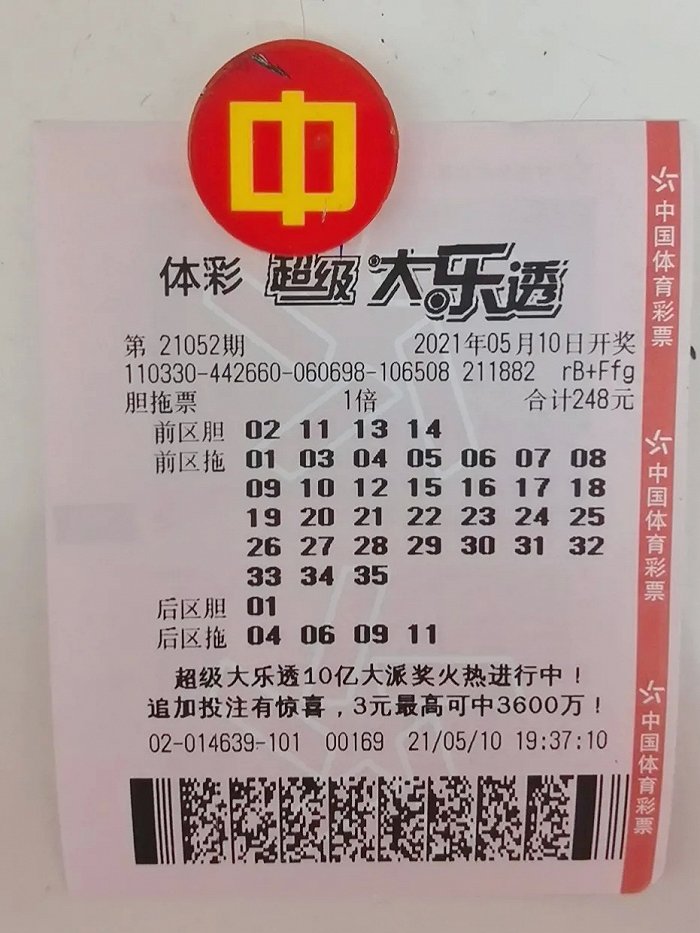 中
体彩 超级大乐透
第 21052期 2021年05月10日开奖
110330-442660-060698-106508 211882 rB+Ffg
胆拖票 1倍 合计248元
前区胆 02 11 13 14
前区拖 01 03 04 05 06 07 08
09 10 12 15 16 17 18
19 20 21 22 23 24 25
26 27 28 29 30 31 32
33 34 35
后区胆 01
后区拖 04 06 09 11
超级大乐透10亿大派奖火热进行中！
追加投注有惊喜，3元最高可中3600万！
02-014639-101 00169 21/05/10 19:37:10
中国体育彩票
中国体育彩票
中国体育彩票